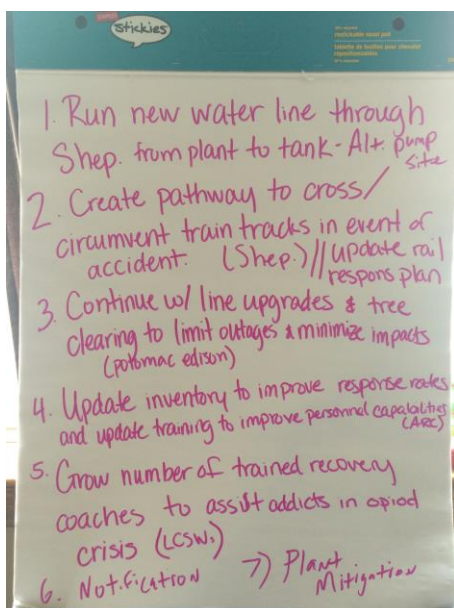 stickies
1. Run new water line through
Shep. from plant to tank - Alt. pump
site
2. Create pathway to cross/
circumvent train tracks in event of
accident. (Shep.) // update rail
respons plan
3. Continue w/ line upgrades & tree
clearing to limit outages & minimize impacts
(potomac edison)
4. Update inventory to improve response rates
and update training to improve personnel capabilities
(ARC)
5. Grow number of trained recovery
coaches to assist addicts in opiod
crisis (LCSWs)
6. Notification 7) Plant
Mitigation